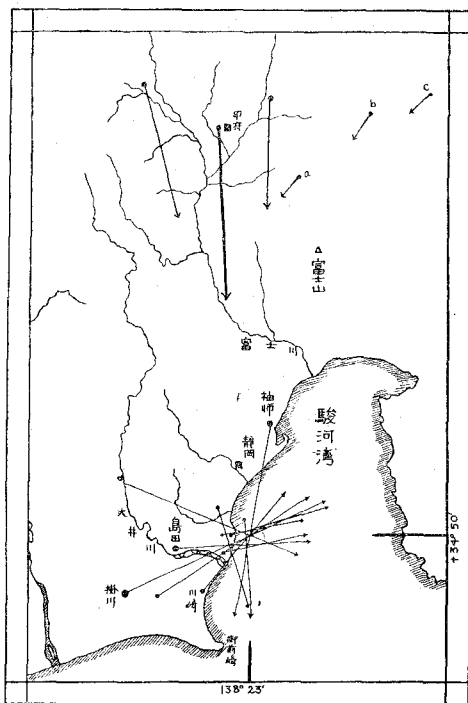 c
b
甲府
a
富士山
富士川
袖師
駿河湾
静岡
大井川
島田
掛川
川崎
御前崎
34° 50'
138° 23'